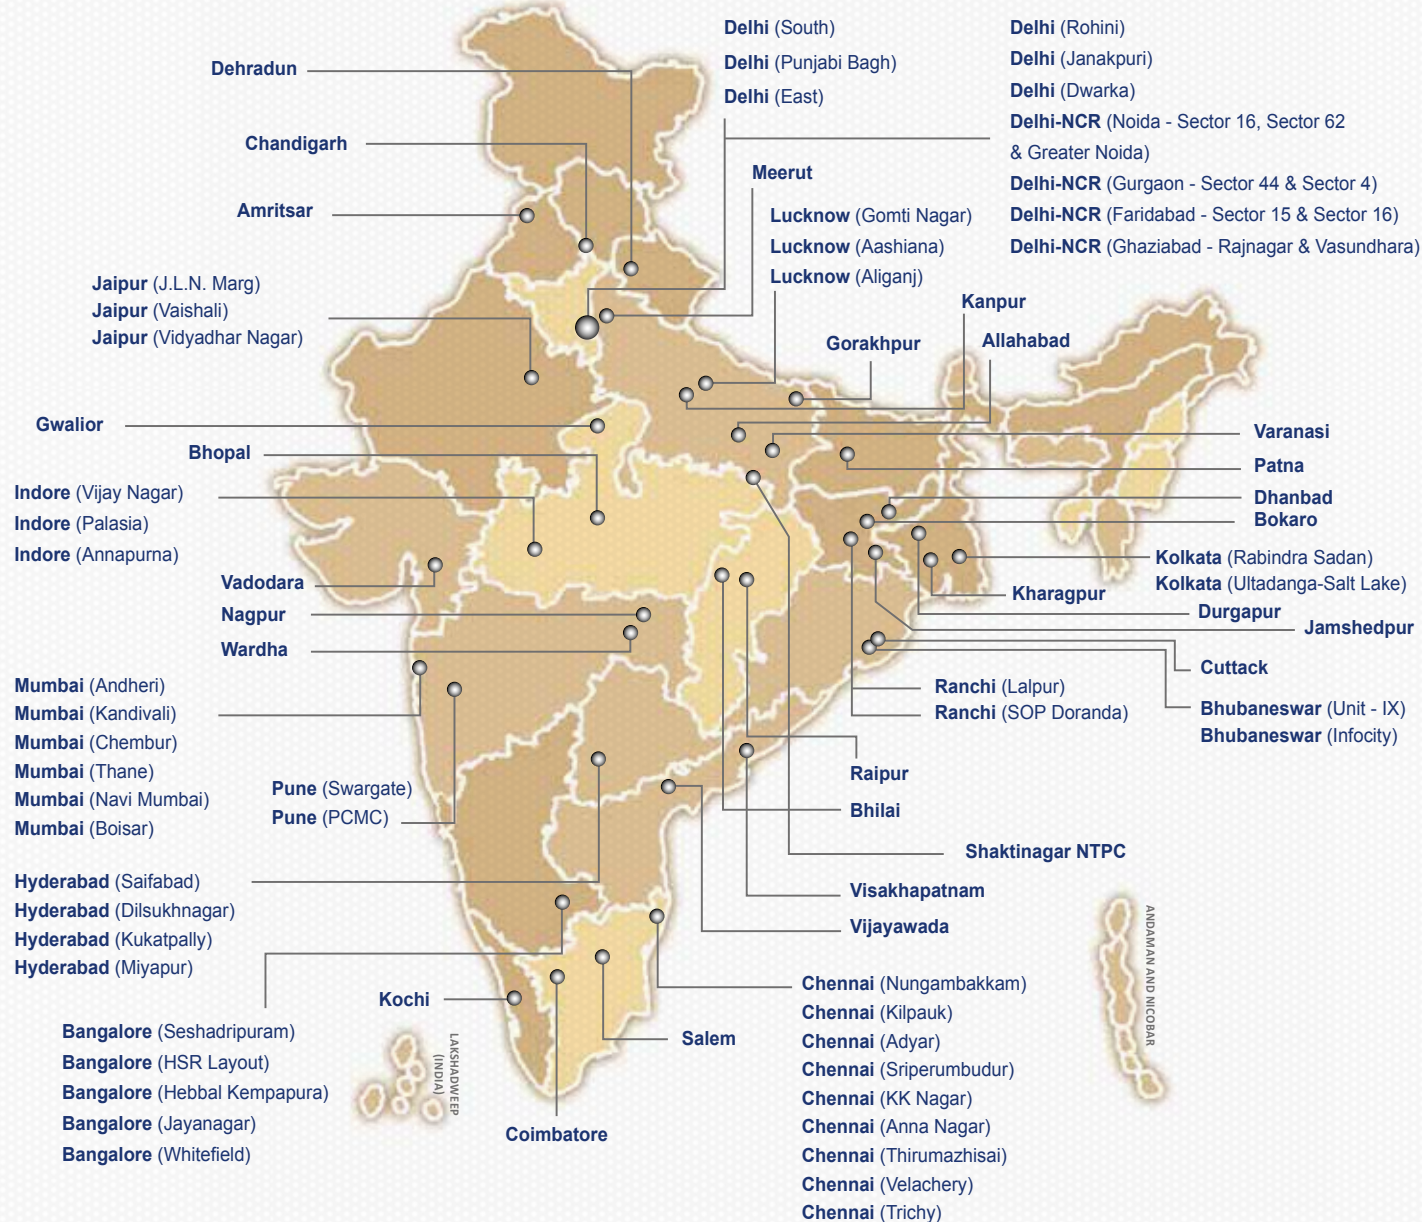 Delhi (South)
Delhi (Punjabi Bagh)
Delhi (East)
Delhi (Rohini)
Delhi (Janakpuri)
Delhi (Dwarka)
Delhi-NCR (Noida - Sector 16, Sector 62
& Greater Noida)
Delhi-NCR (Gurgaon - Sector 44 & Sector 4)
Delhi-NCR (Faridabad - Sector 15 & Sector 16)
Delhi-NCR (Ghaziabad - Rajnagar & Vasundhara)
Dehradun
Chandigarh
Amritsar
Meerut
Lucknow (Gomti Nagar)
Lucknow (Aashiana)
Lucknow (Aliganj)
Jaipur (J.L.N. Marg)
Jaipur (Vaishali)
Jaipur (Vidyadhar Nagar)
Kanpur
Gorakhpur
Allahabad
Gwalior
Bhopal
Varanasi
Patna
Dhanbad
Bokaro
Indore (Vijay Nagar)
Indore (Palasia)
Indore (Annapurna)
Kolkata (Rabindra Sadan)
Kolkata (Ultadanga-Salt Lake)
Vadodara
Kharagpur
Nagpur
Durgapur
Jamshedpur
Wardha
Cuttack
Mumbai (Andheri)
Mumbai (Kandivali)
Mumbai (Chembur)
Mumbai (Thane)
Mumbai (Navi Mumbai)
Mumbai (Boisar)
Ranchi (Lalpur)
Ranchi (SOP Doranda)
Bhubaneswar (Unit - IX)
Bhubaneswar (Infocity)
Pune (Swargate)
Pune (PCMC)
Raipur
Bhilai
Shaktinagar NTPC
Hyderabad (Saifabad)
Hyderabad (Dilsukhnagar)
Hyderabad (Kukatpally)
Hyderabad (Miyapur)
Visakhapatnam
Vijayawada
ANDAMAN AND NICOBAR
Kochi
Bangalore (Seshadripuram)
Bangalore (HSR Layout)
Bangalore (Hebbal Kempapura)
Bangalore (Jayanagar)
Bangalore (Whitefield)
LAKSHADWEEP
(INDIA)
Salem
Coimbatore
Chennai (Nungambakkam)
Chennai (Kilpauk)
Chennai (Adyar)
Chennai (Sriperumbudur)
Chennai (KK Nagar)
Chennai (Anna Nagar)
Chennai (Thirumazhisai)
Chennai (Velachery)
Chennai (Trichy)